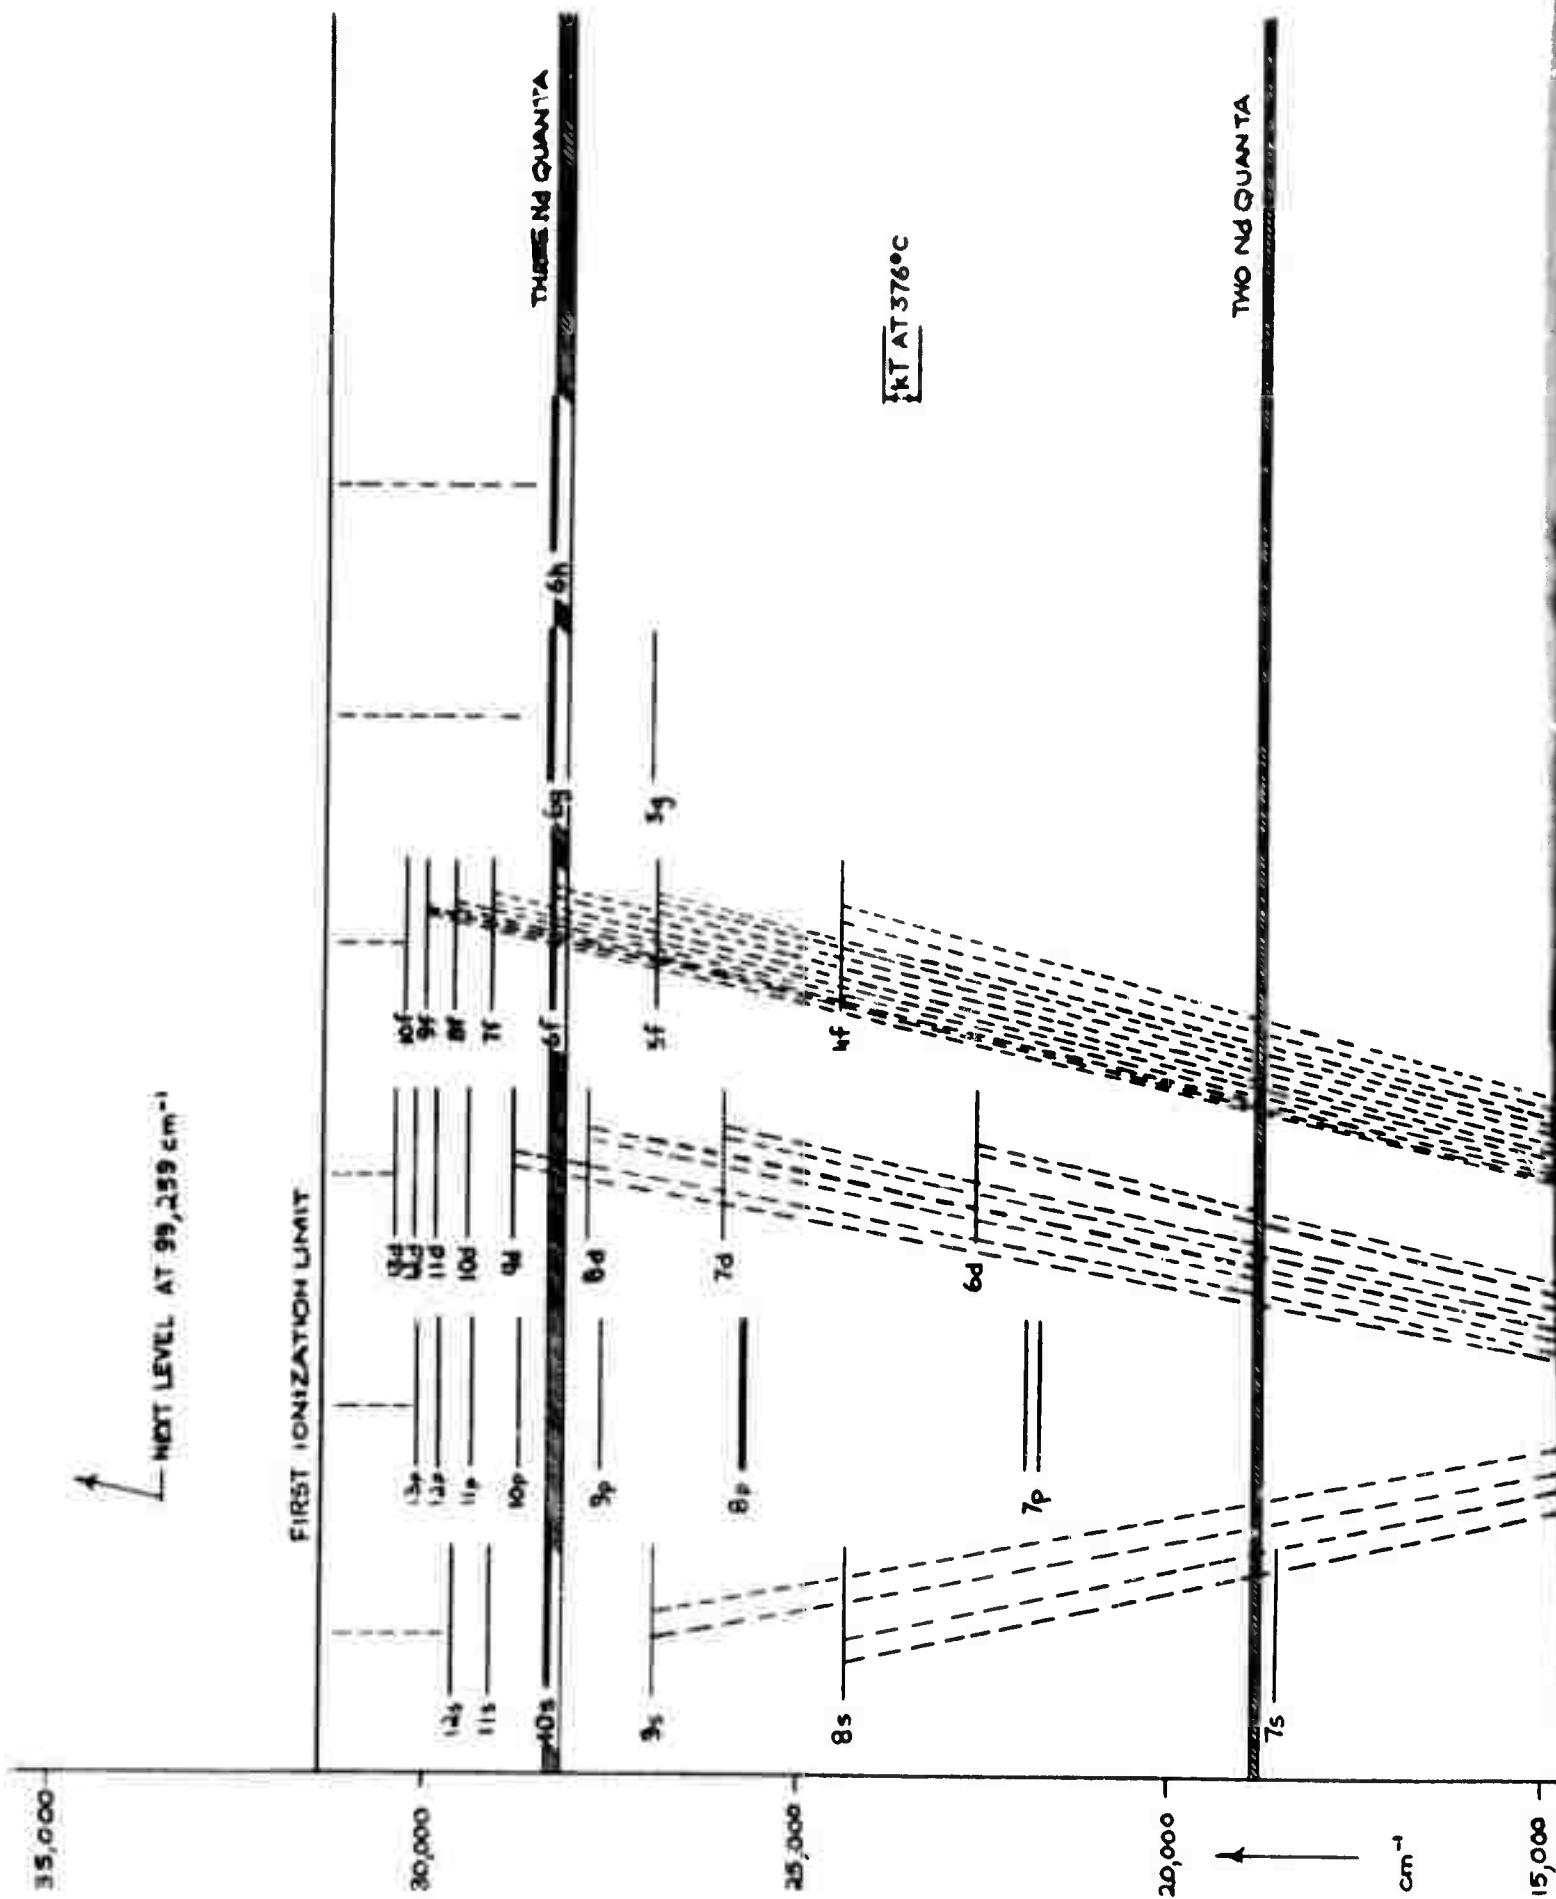 NEXT LEVEL AT 99,259 cm⁻¹
FIRST IONIZATION LIMIT
THREE Nd QUANTA
TWO Nd QUANTA
kT AT 376°C
35,000
30,000
25,000
20,000
15,000
cm⁻¹
12s
11s
10s
9s
8s
7s
13p
12p
11p
10p
9p
8p
7p
13d
12d
11d
10d
9d
8d
7d
6d
10f
9f
8f
7f
6f
5f
4f
6g
5g
6h